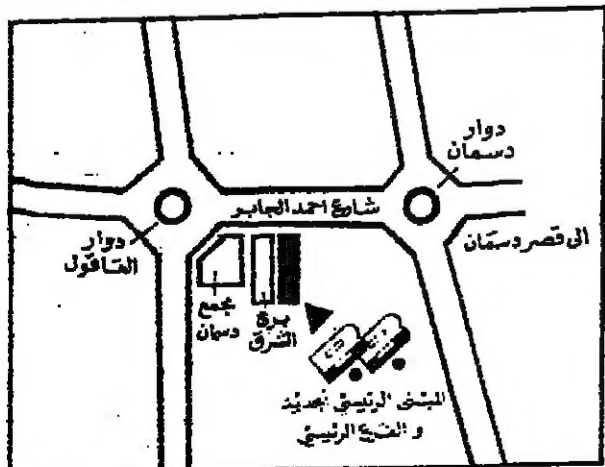 دوار
دسمان
شارع احمد الجابر
الى قصر دسمان
دوار
العاقول
مجمع
دسمان
برج
الشرق
المبنى الرئيسي الجديد
و الفرع الرئيسي